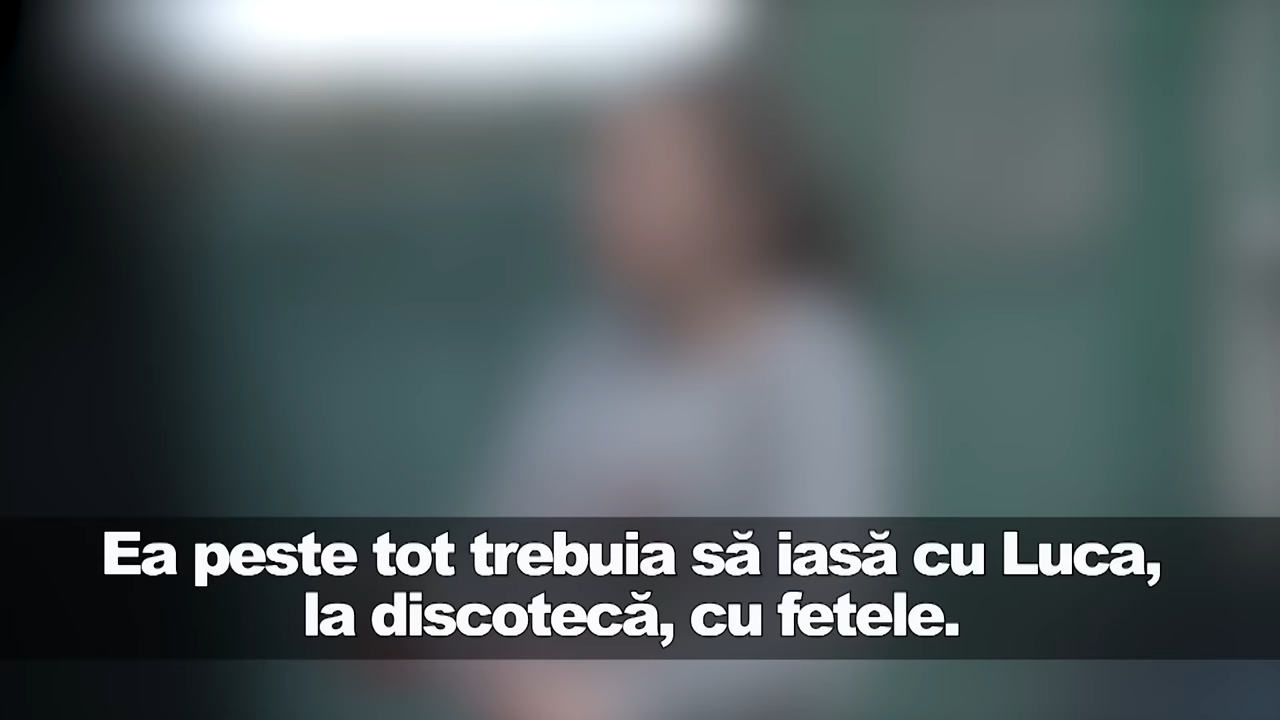 Ea peste tot trebuia să iasă cu Luca,
la discotecă, cu fetele.